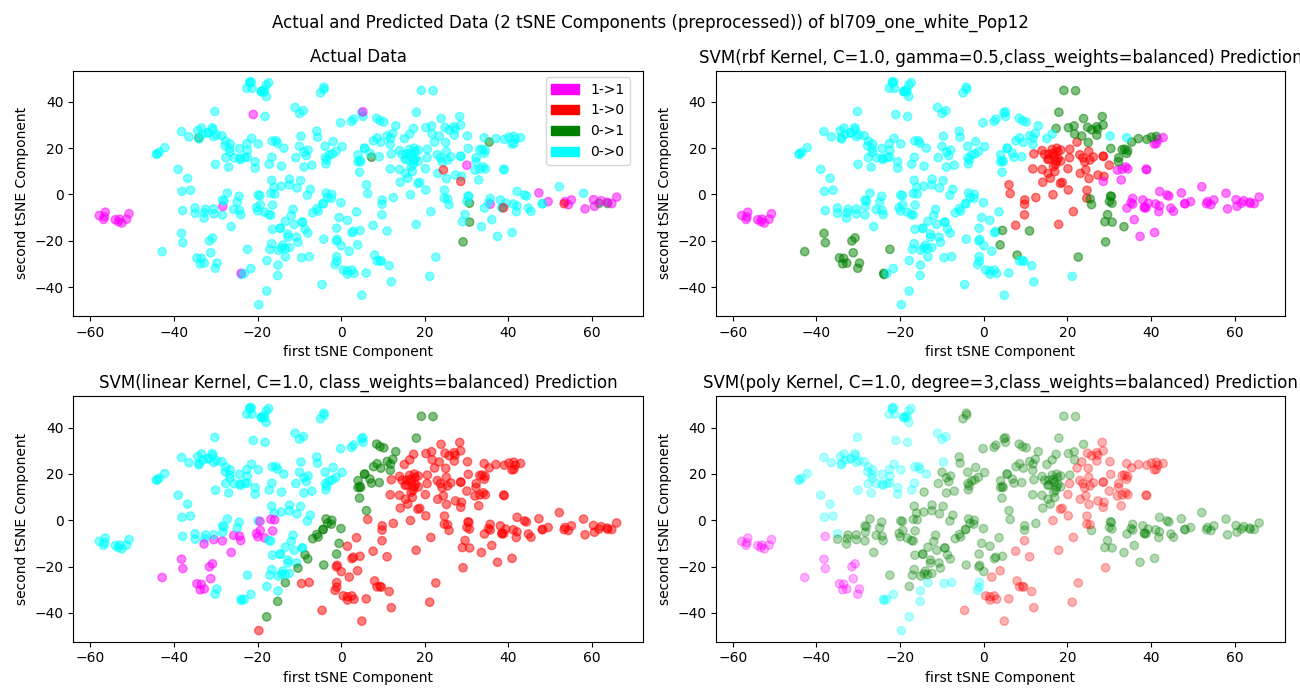 Actual and Predicted Data (2 tSNE Components (preprocessed)) of bl709_one_white_Pop12
Actual Data
second tSNE Component
40
20
0
−20
−40
1->1
1->0
0->1
0->0
−60 −40 −20 0 20 40 60
first tSNE Component
SVM(rbf Kernel, C=1.0, gamma=0.5,class_weights=balanced) Prediction
second tSNE Component
40
20
0
−20
−40
−60 −40 −20 0 20 40 60
first tSNE Component
SVM(linear Kernel, C=1.0, class_weights=balanced) Prediction
second tSNE Component
40
20
0
−20
−40
−60 −40 −20 0 20 40 60
first tSNE Component
SVM(poly Kernel, C=1.0, degree=3,class_weights=balanced) Prediction
second tSNE Component
40
20
0
−20
−40
−60 −40 −20 0 20 40 60
first tSNE Component